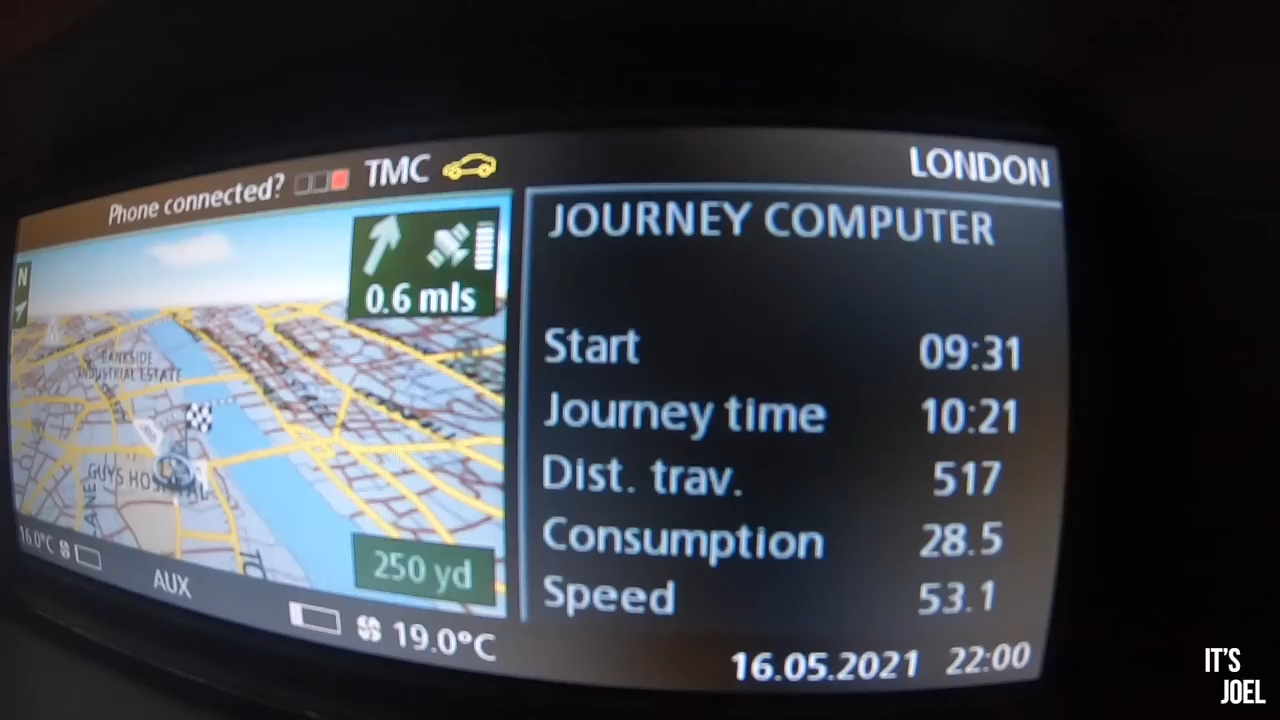 Phone connected? TMC
LONDON
N
0.6 mls
BANKSIDE
INDUSTRIAL ESTATE
GUYS HOSPITAL
LANE
250 yd
16.0°C
AUX
19.0°C
JOURNEY COMPUTER
Start 09:31
Journey time 10:21
Dist. trav. 517
Consumption 28.5
Speed 53.1
16.05.2021 22:00
IT'S
JOEL